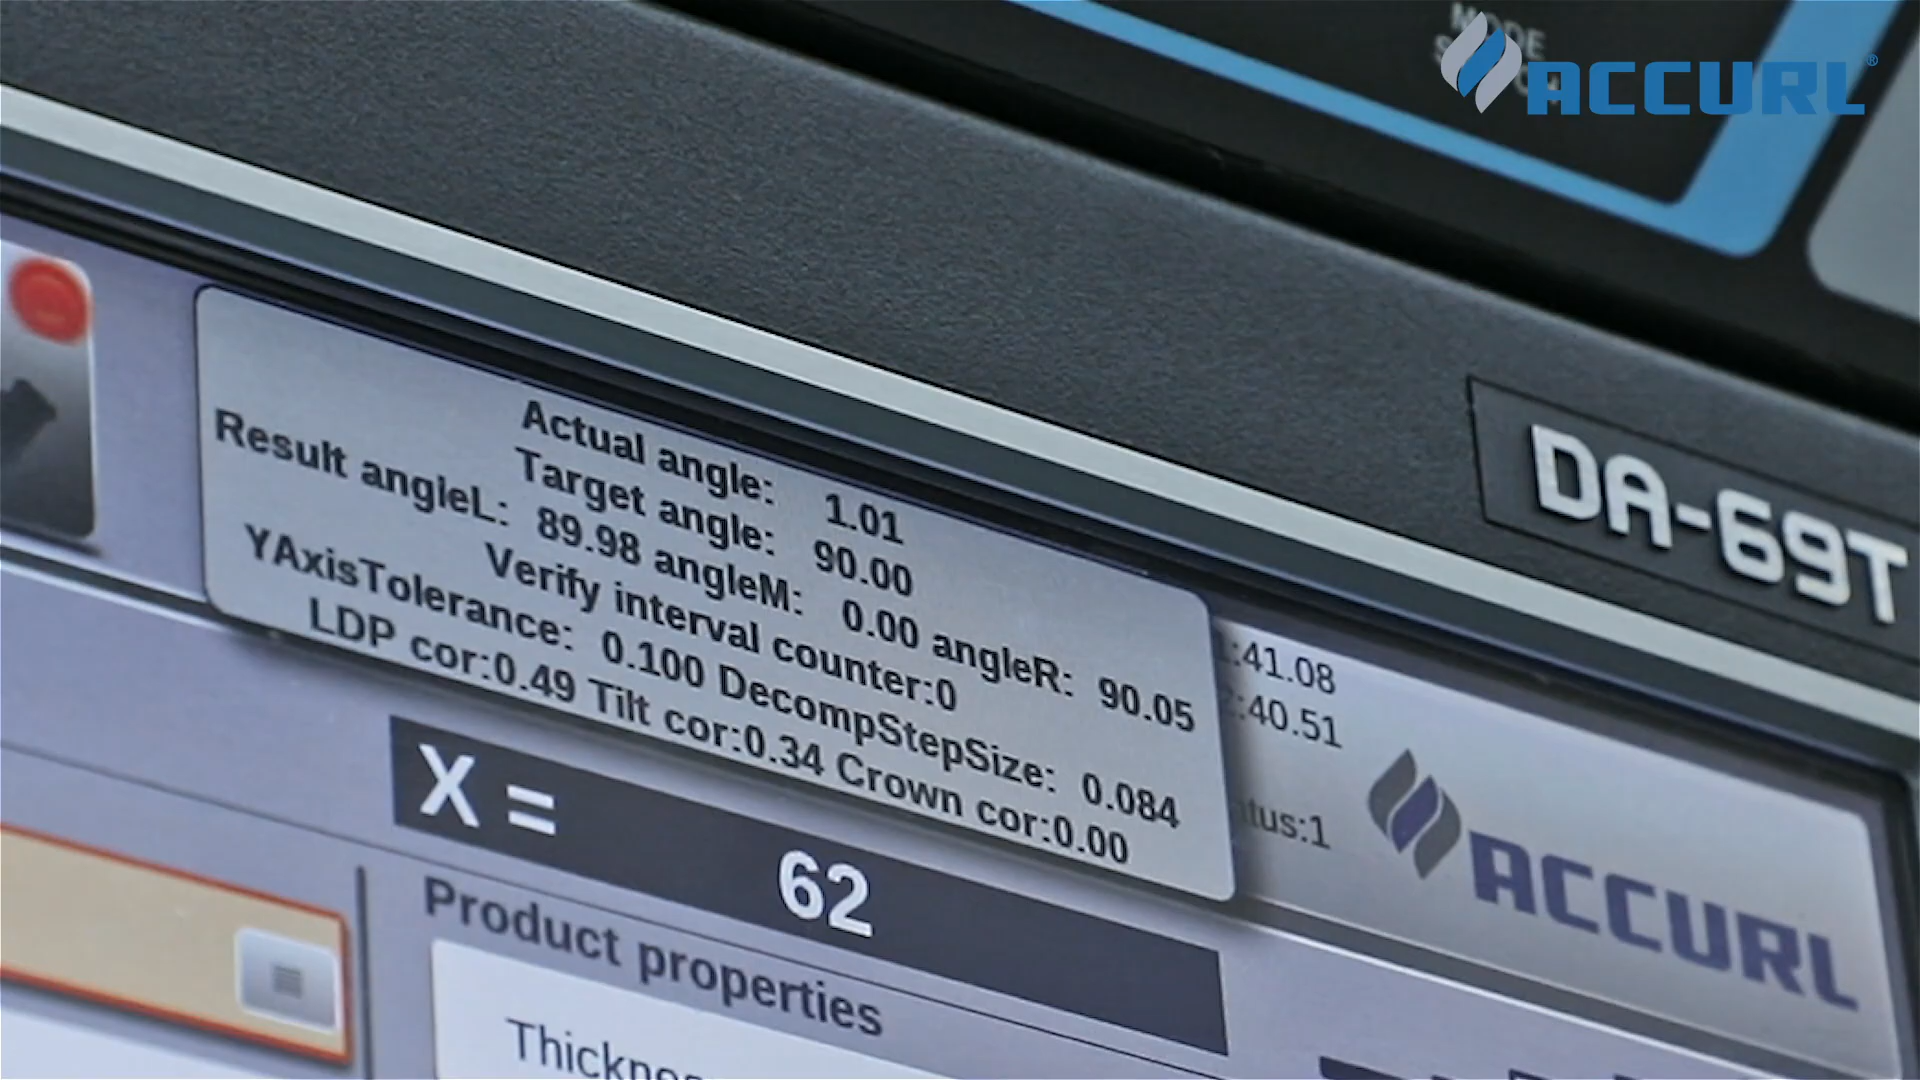 ACCURL®
MODE
DA-69T
Actual angle: 1.01
Target angle: 90.00
Result angleL: 89.98 angleM: 0.00 angleR: 90.05
Verify interval counter:0
YAxisTolerance: 0.100 DecompStepSize: 0.084
LDP cor:0.49 Tilt cor:0.34 Crown cor:0.00
:41.08
:40.51
tus:1
ACCURL
X = 62
Product properties